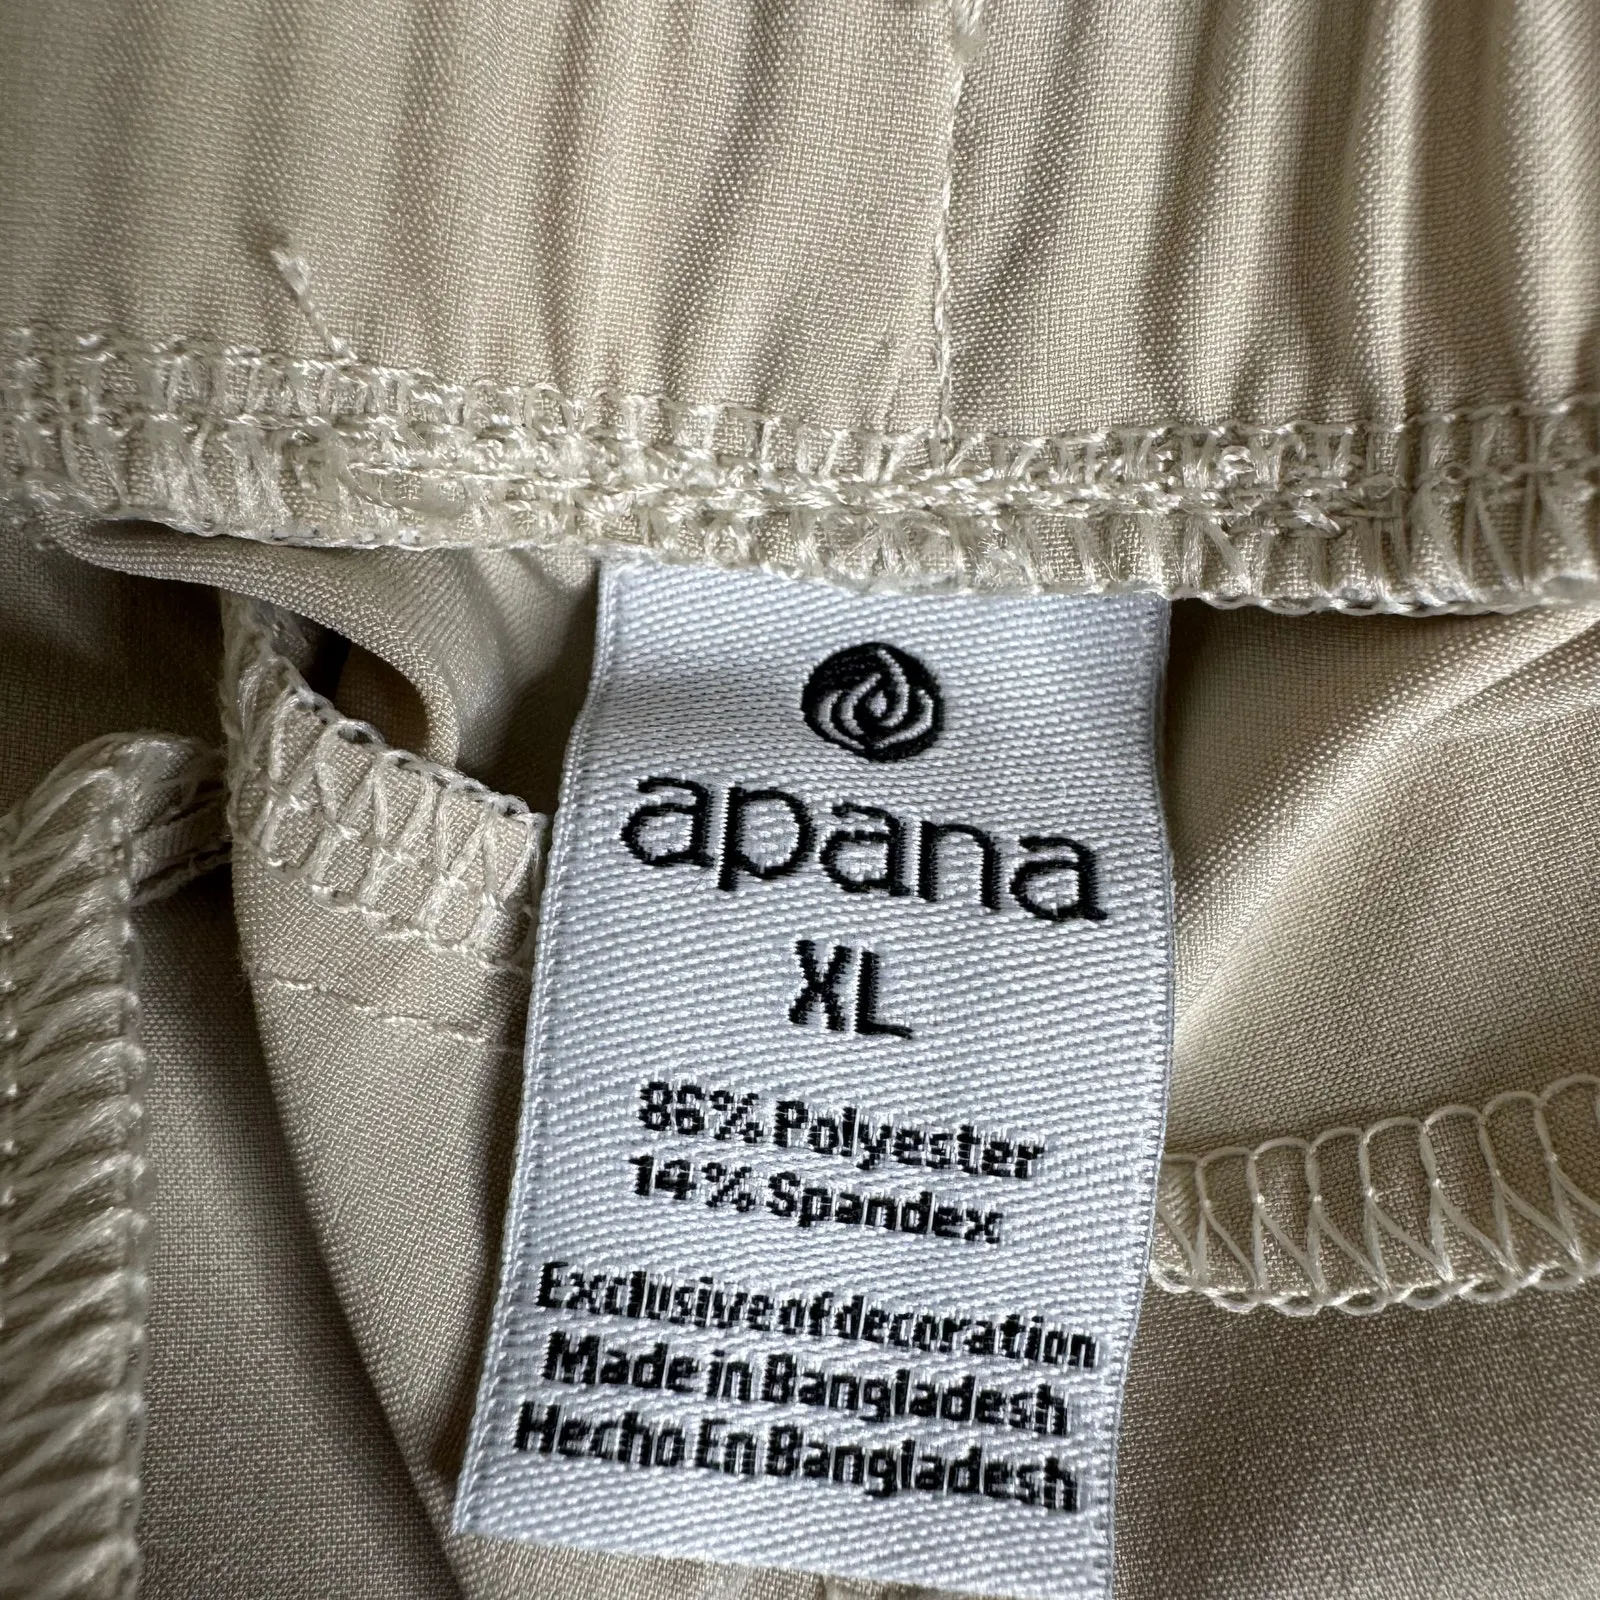 apana
XL
86% Polyester
14% Spandex
Exclusive of decoration
Made in Bangladesh
Hecho En Bangladesh